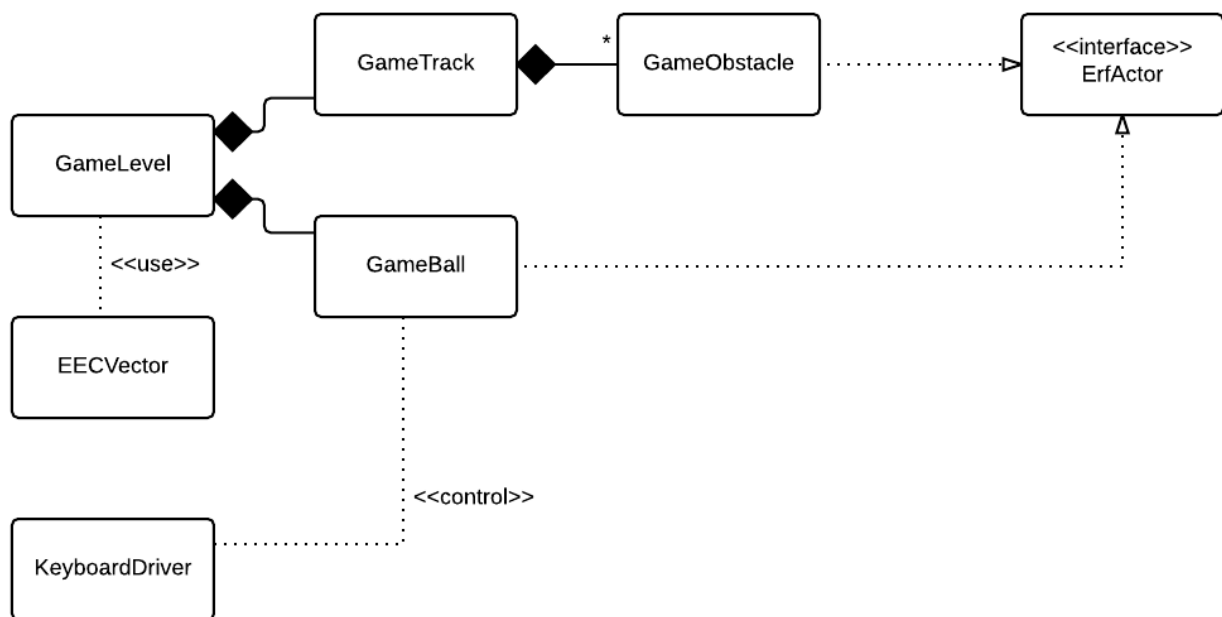 GameTrack
*
GameObstacle
<<interface>>
ErfActor
GameLevel
<<use>>
GameBall
EECVector
<<control>>
KeyboardDriver